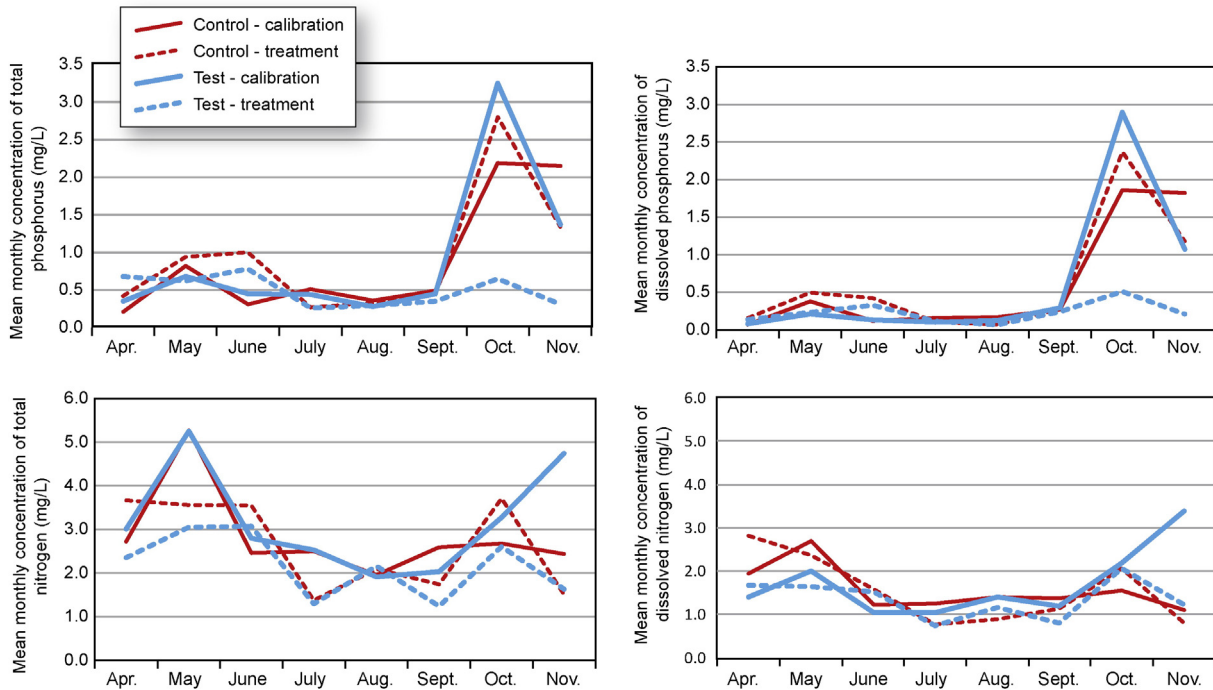 Control - calibration
Control - treatment
Test - calibration
Test - treatment
Mean monthly concentration of total
phosphorus (mg/L)
3.5
3.0
2.5
2.0
1.5
1.0
0.5
0.0
Apr. May June July Aug. Sept. Oct. Nov.
Mean monthly concentration of
dissolved phosphorus (mg/L)
3.5
3.0
2.5
2.0
1.5
1.0
0.5
0.0
Apr. May June July Aug. Sept. Oct. Nov.
Mean monthly concentration of total
nitrogen (mg/L)
6.0
5.0
4.0
3.0
2.0
1.0
0.0
Apr. May June July Aug. Sept. Oct. Nov.
Mean monthly concentration of
dissolved nitrogen (mg/L)
6.0
5.0
4.0
3.0
2.0
1.0
0.0
Apr. May June July Aug. Sept. Oct. Nov.